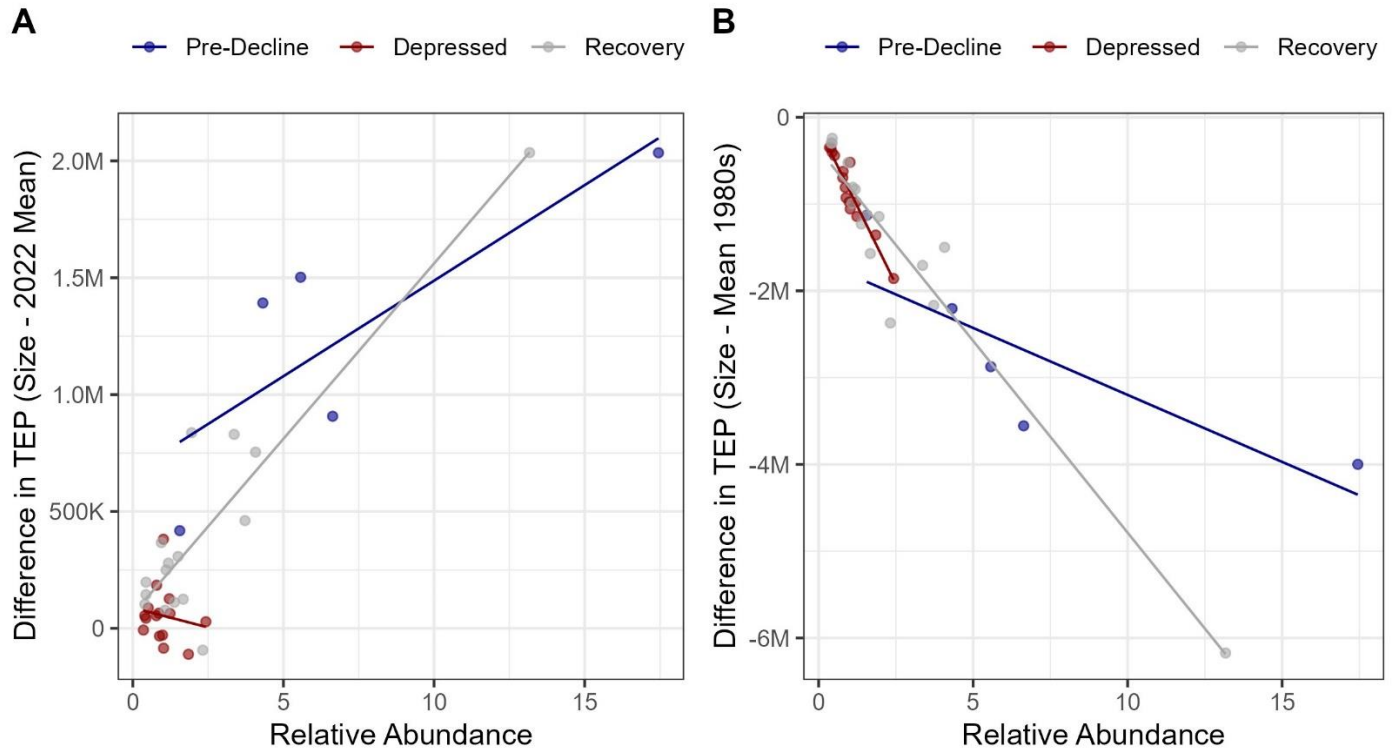 A
Pre-Decline Depressed Recovery
Difference in TEP (Size - 2022 Mean)
2.0M
1.5M
1.0M
500K
0
0 5 10 15
Relative Abundance
B
Pre-Decline Depressed Recovery
Difference in TEP (Size - Mean 1980s)
0
-2M
-4M
-6M
0 5 10 15
Relative Abundance